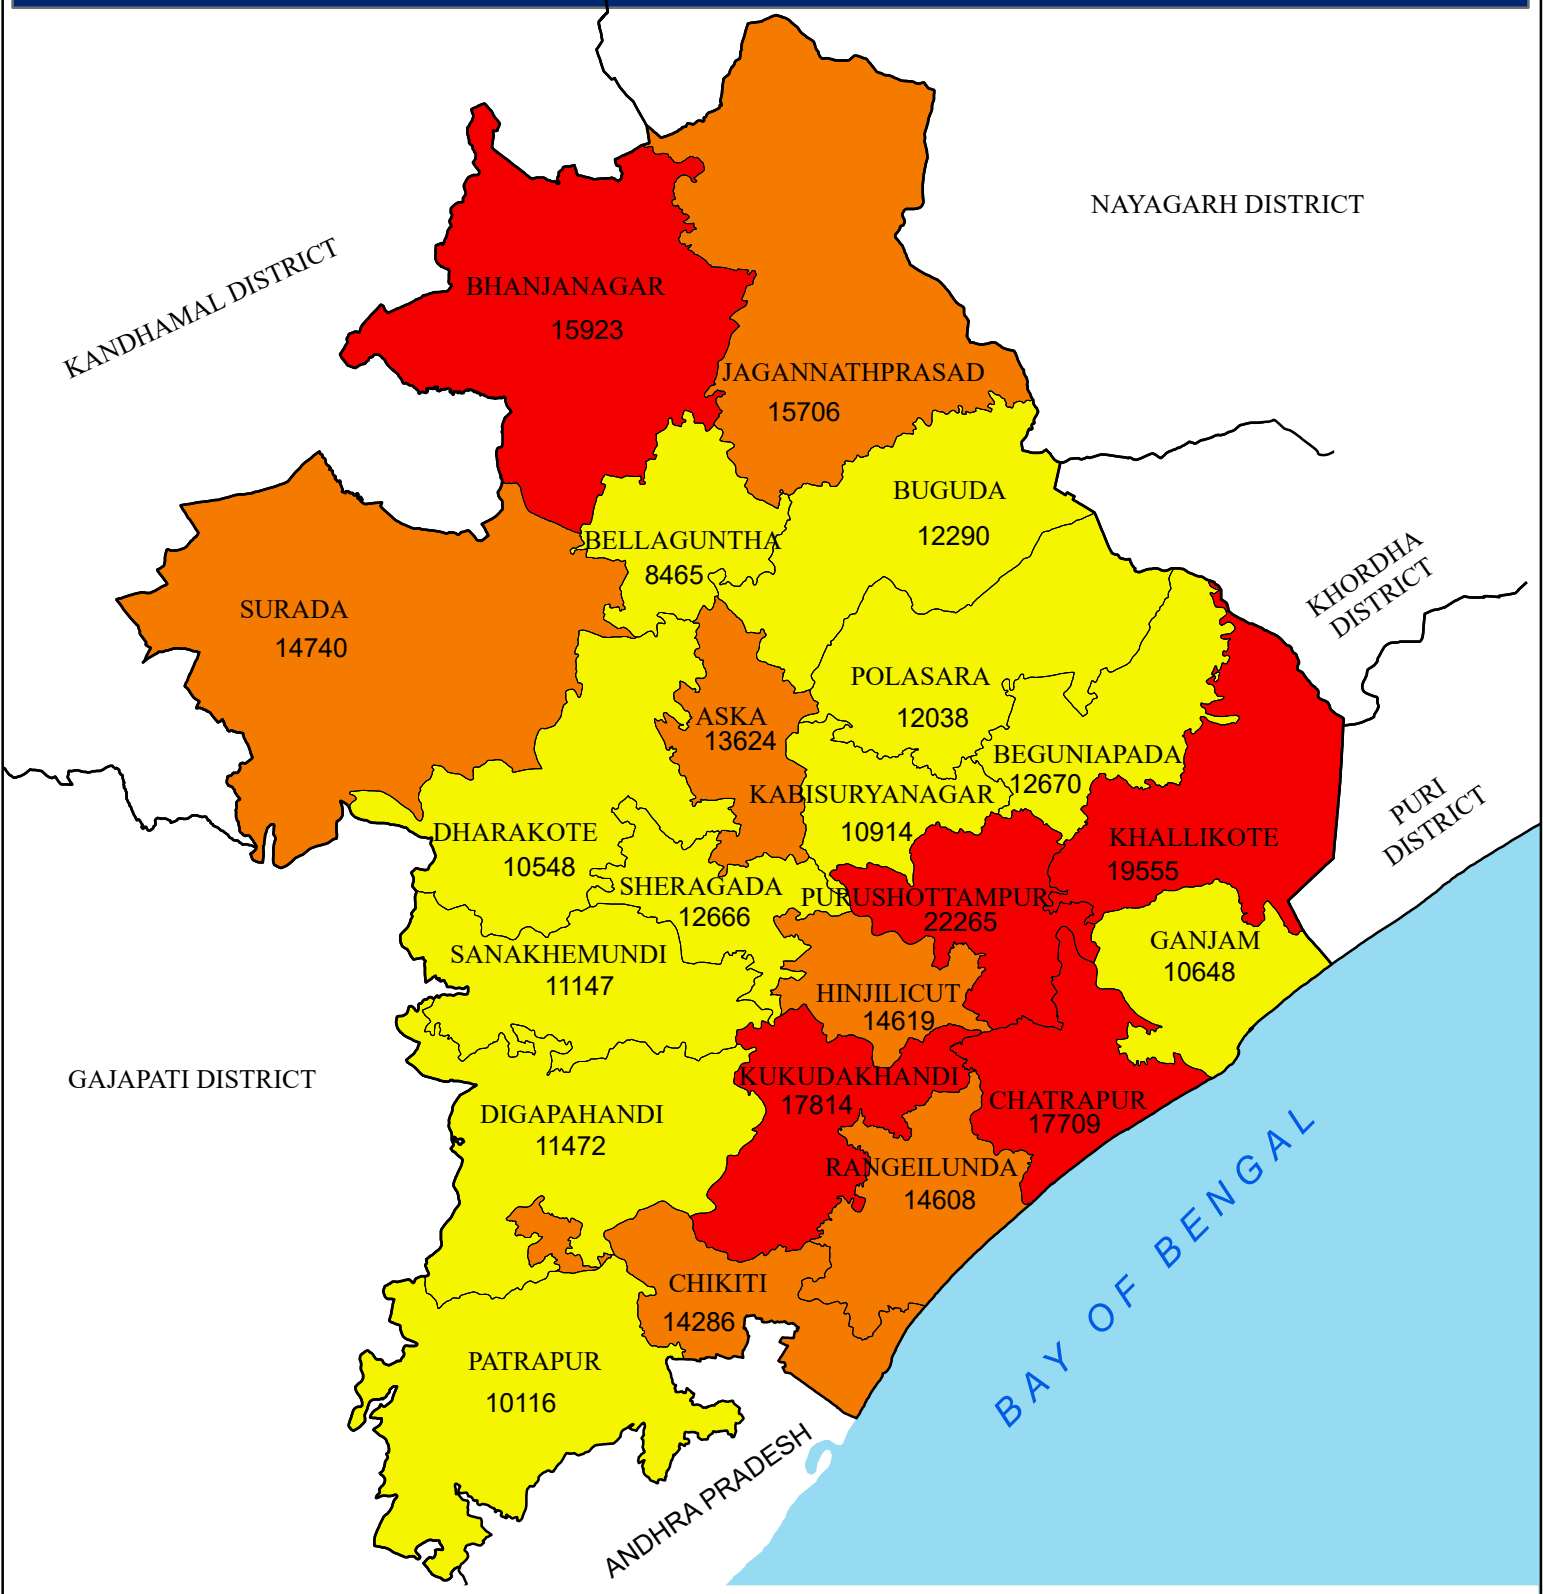 NAYAGARH DISTRICT
KANDHAMAL DISTRICT
BHANJANAGAR
15923
JAGANNATHPRASAD
15706
BUGUDA
12290
BELLAGUNTHA
8465
KHORDHA
DISTRICT
SURADA
14740
POLASARA
12038
ASKA
13624
BEGUNIAPADA
12670
KABISURYANAGAR
10914
PURI
DISTRICT
DHARAKOTE
10548
KHALLIKOTE
19555
SHERAGADA
12666
PURUSHOTTAMPUR
22265
SANAKHEMUNDI
11147
GANJAM
10648
HINJILICUT
14619
GAJAPATI DISTRICT
KUKUDAKHANDI
17814
CHATRAPUR
17709
DIGAPAHANDI
11472
RANGEILUNDA
14608
BAY OF BENGAL
CHIKITI
14286
PATRAPUR
10116
ANDHRA PRADESH